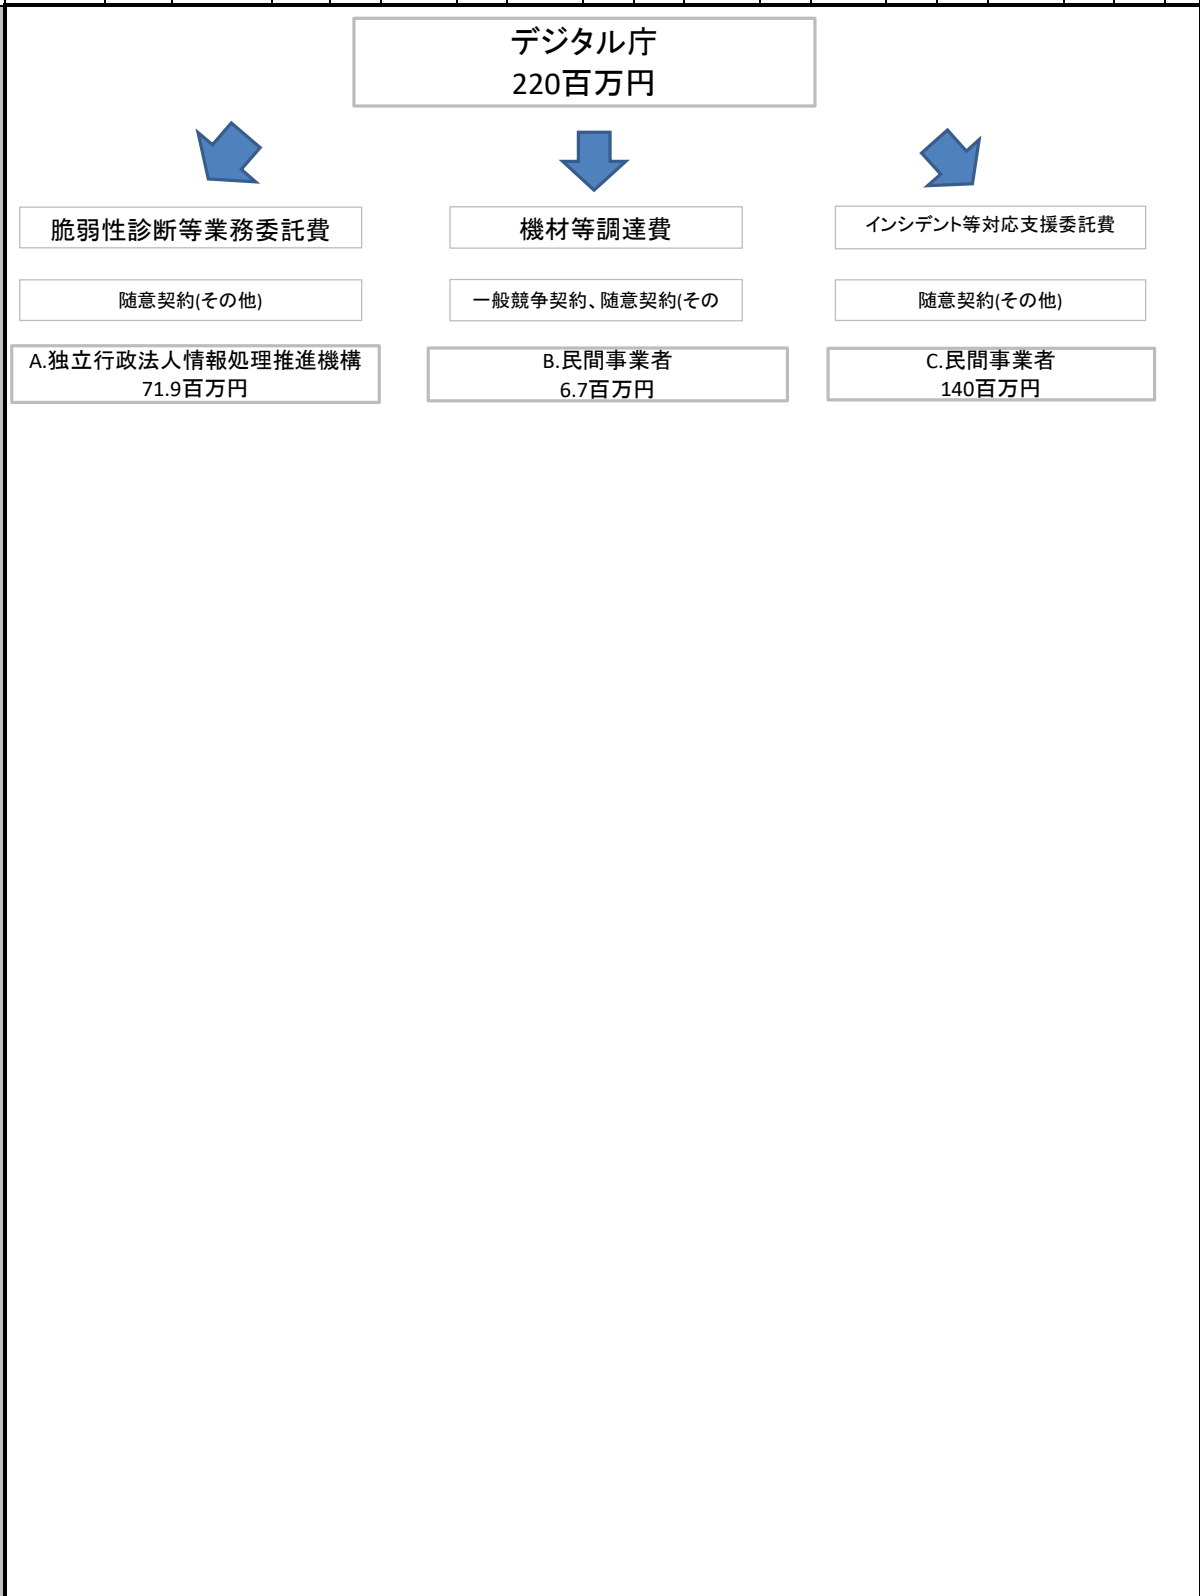 デジタル庁
220百万円
脆弱性診断等業務委託費
機材等調達費
インシデント等対応支援委託費
随意契約(その他)
一般競争契約、随意契約(その
随意契約(その他)
A.独立行政法人情報処理推進機構
71.9百万円
B.民間事業者
6.7百万円
C.民間事業者
140百万円